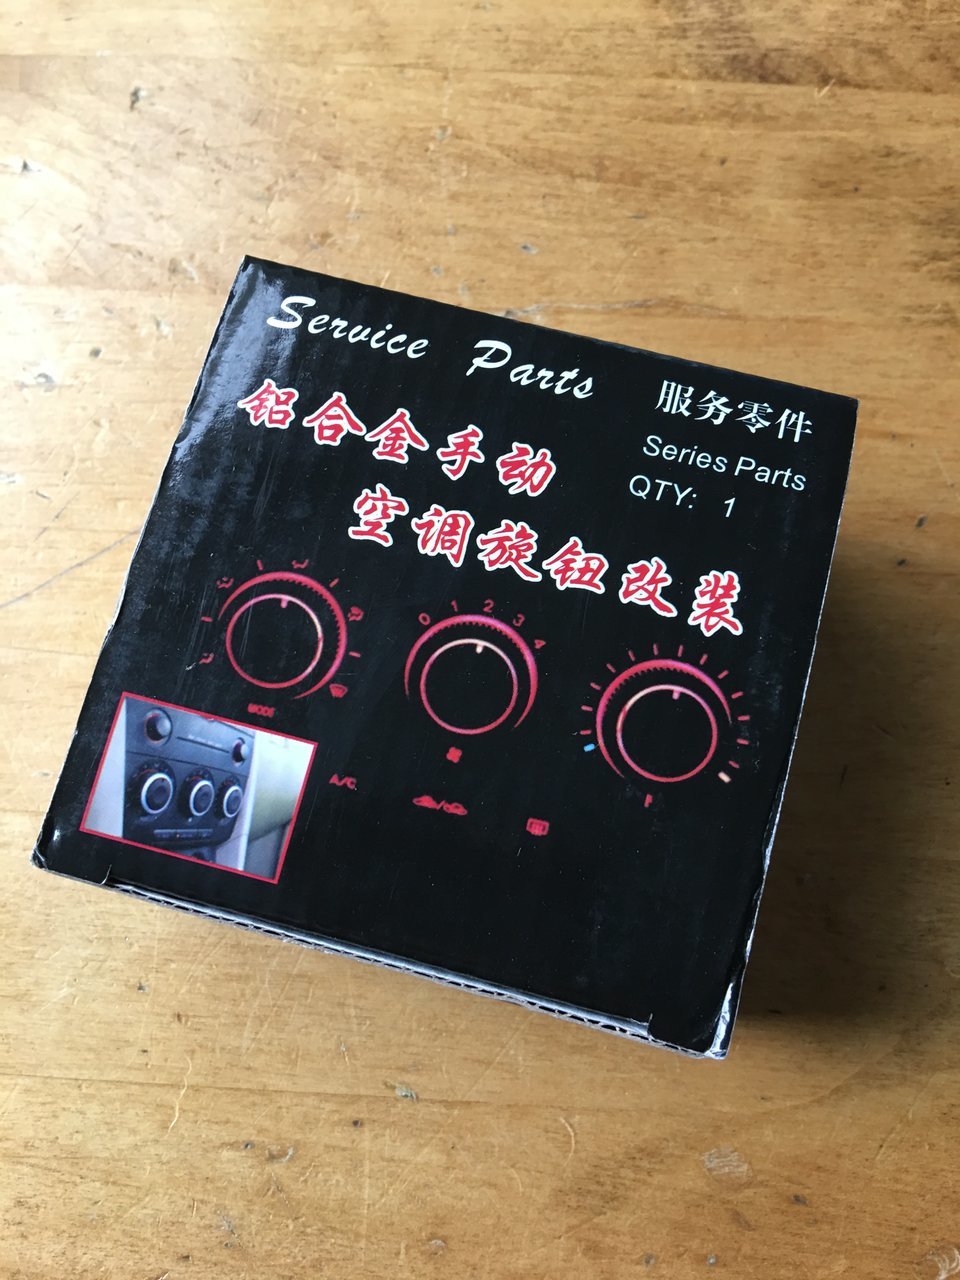 Service Parts
服务零件
Series Parts
QTY: 1
铝合金手动
空调旋钮改装
0 1 2 3 4
MODE
A/C